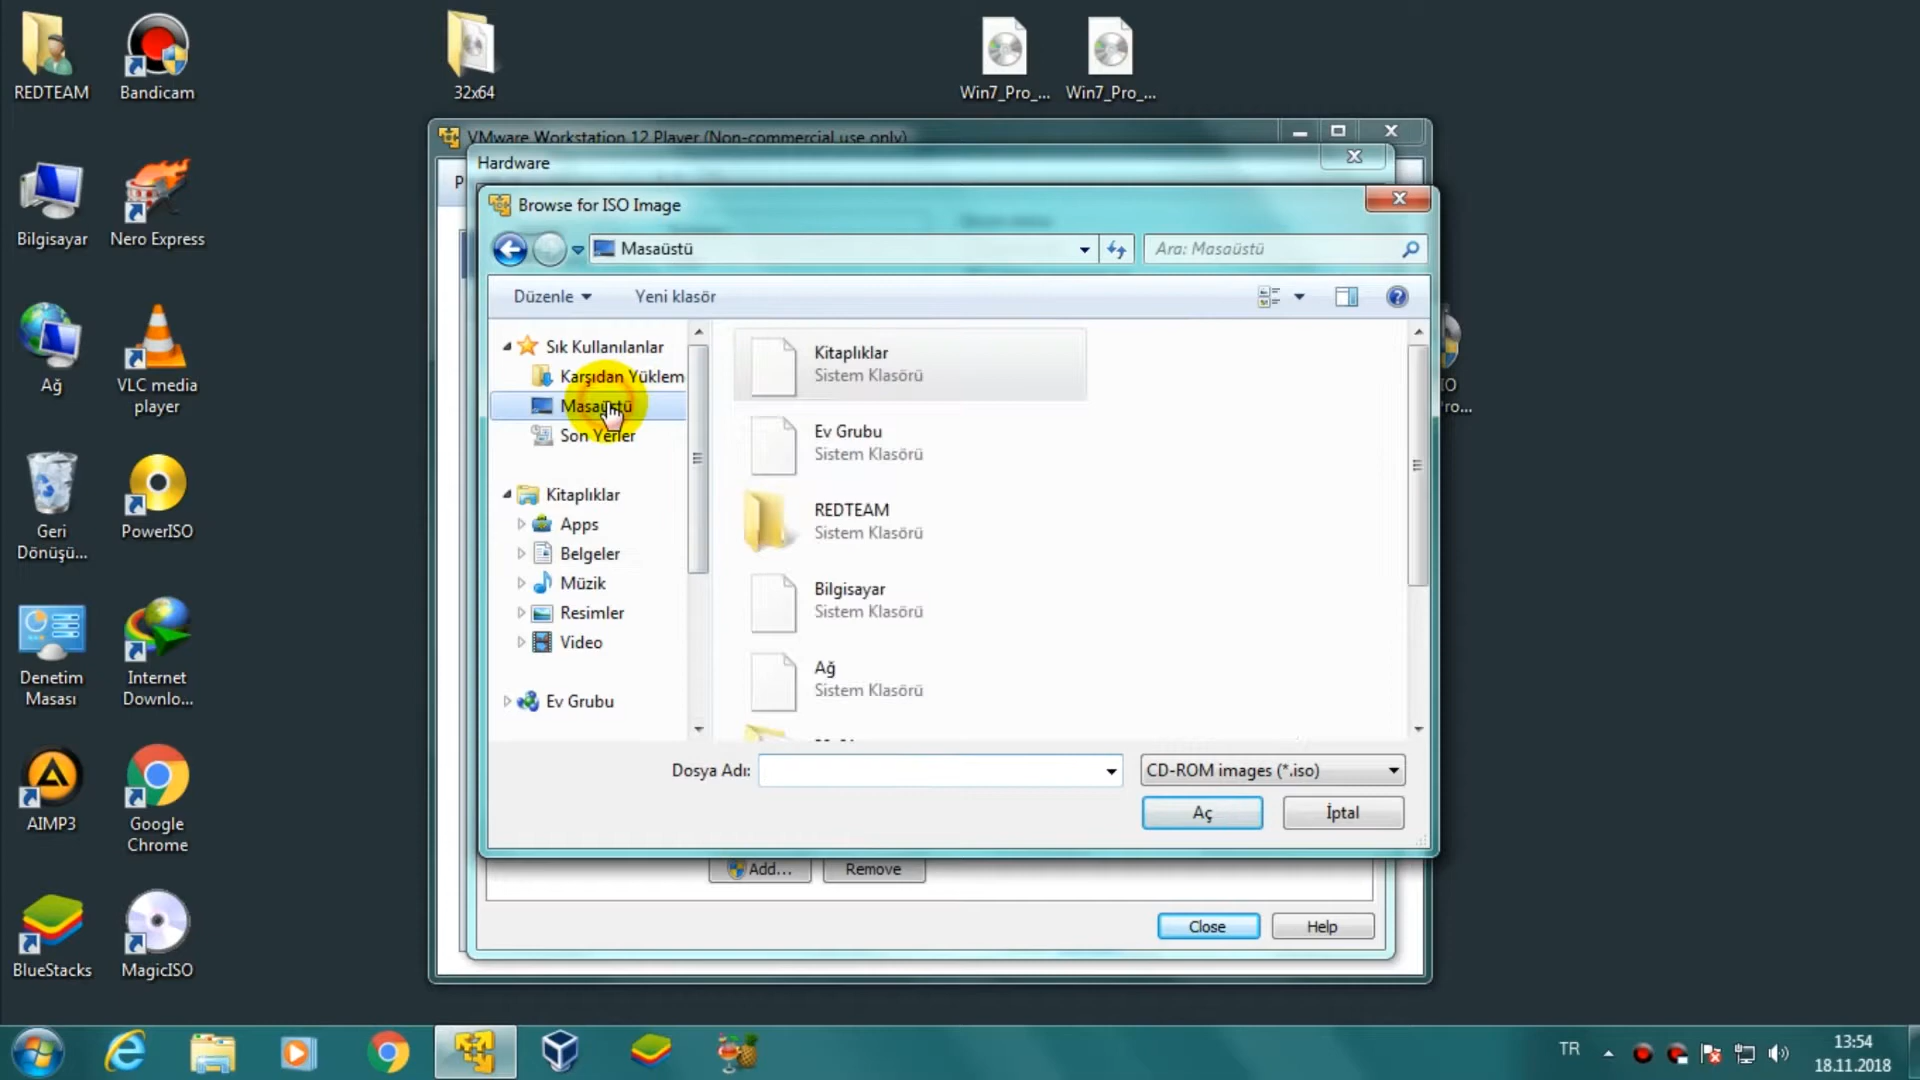 REDTEAM
Bandicam
32x64
Win7_Pro_...
Win7_Pro_...
Bilgisayar
Nero Express
Ağ
VLC media
player
Geri
Dönüşü...
PowerISO
Denetim
Masası
Internet
Downlo...
AIMP3
Google
Chrome
BlueStacks
MagicISO
VMware Workstation 12 Player (Non-commercial use only)
Hardware
P
Browse for ISO Image
Masaüstü
Ara: Masaüstü
Düzenle
Yeni klasör
Sık Kullanılanlar
Karşıdan Yüklem
Masaüstü
Son Yerler
Kitaplıklar
Apps
Belgeler
Müzik
Resimler
Video
Ev Grubu
Kitaplıklar
Sistem Klasörü
Ev Grubu
Sistem Klasörü
REDTEAM
Sistem Klasörü
Bilgisayar
Sistem Klasörü
Ağ
Sistem Klasörü
Dosya Adı:
CD-ROM images (*.iso)
Aç
İptal
Add...
Remove
Close
Help
TR
13:54
18.11.2018